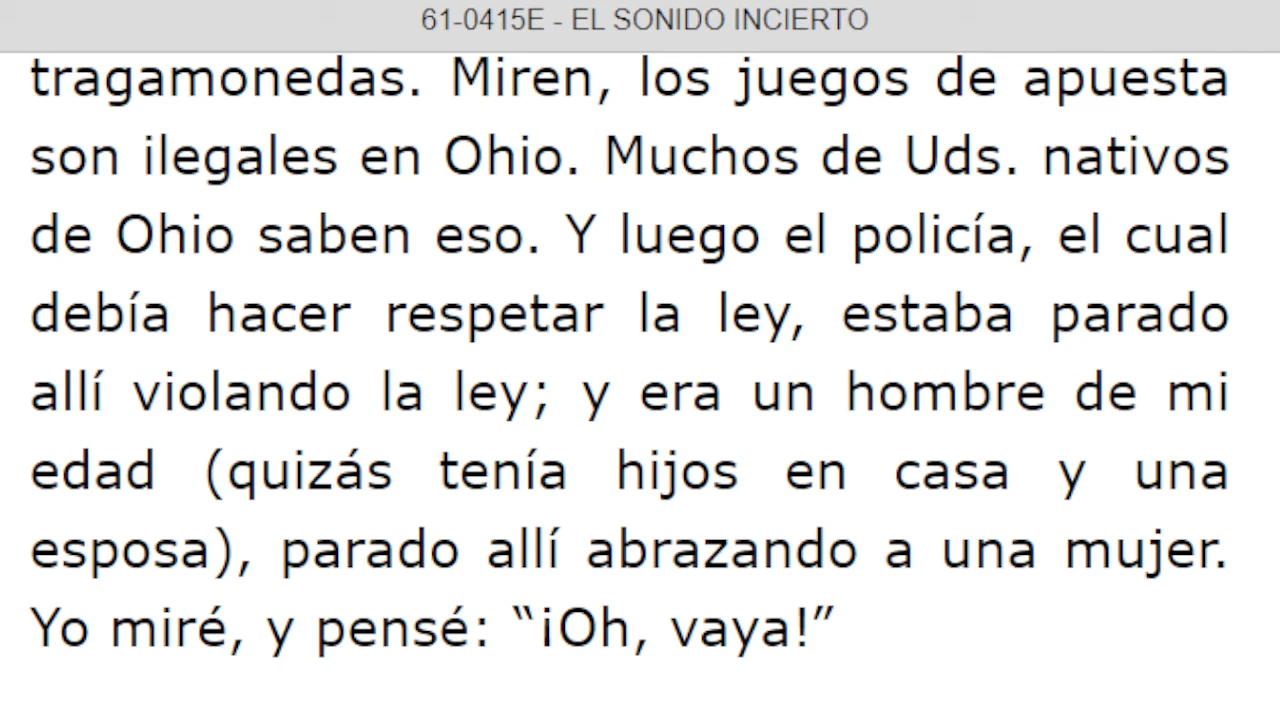 61-0415E - EL SONIDO INCIERTO
tragamonedas. Miren, los juegos de apuesta
son ilegales en Ohio. Muchos de Uds. nativos
de Ohio saben eso. Y luego el policía, el cual
debía hacer respetar la ley, estaba parado
allí violando la ley; y era un hombre de mi
edad (quizás tenía hijos en casa y una
esposa), parado allí abrazando a una mujer.
Yo miré, y pensé: “¡Oh, vaya!”